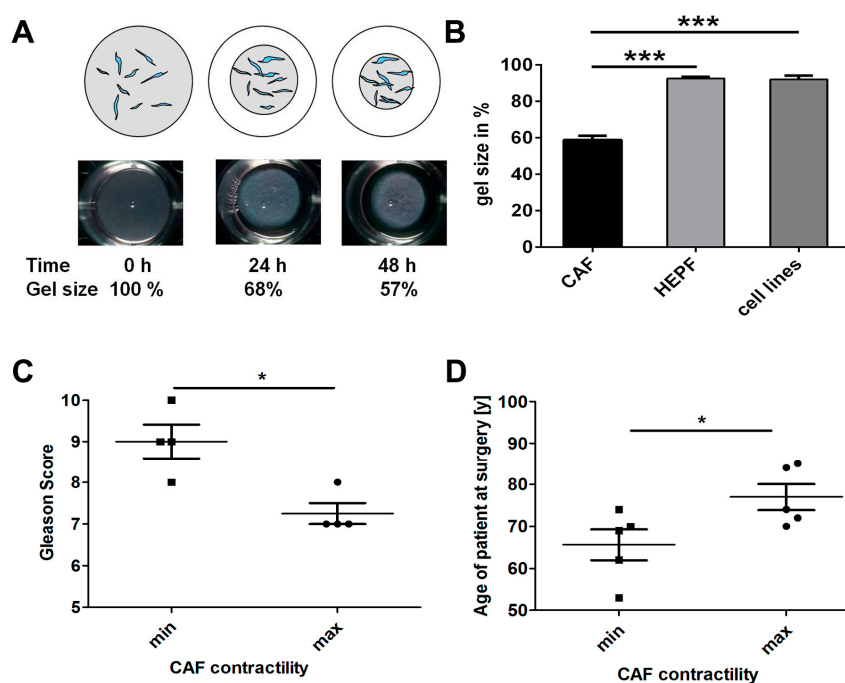 A
Time 0 h 24 h 48 h
Gel size 100 % 68% 57%
B
***
***
gel size in %
100
80
60
40
20
0
CAF
HEPF
cell lines
C
*
Gleason Score
10
9
8
7
6
5
min
max
CAF contractility
D
*
Age of patient at surgery [y]
100
90
80
70
60
50
min
max
CAF contractility